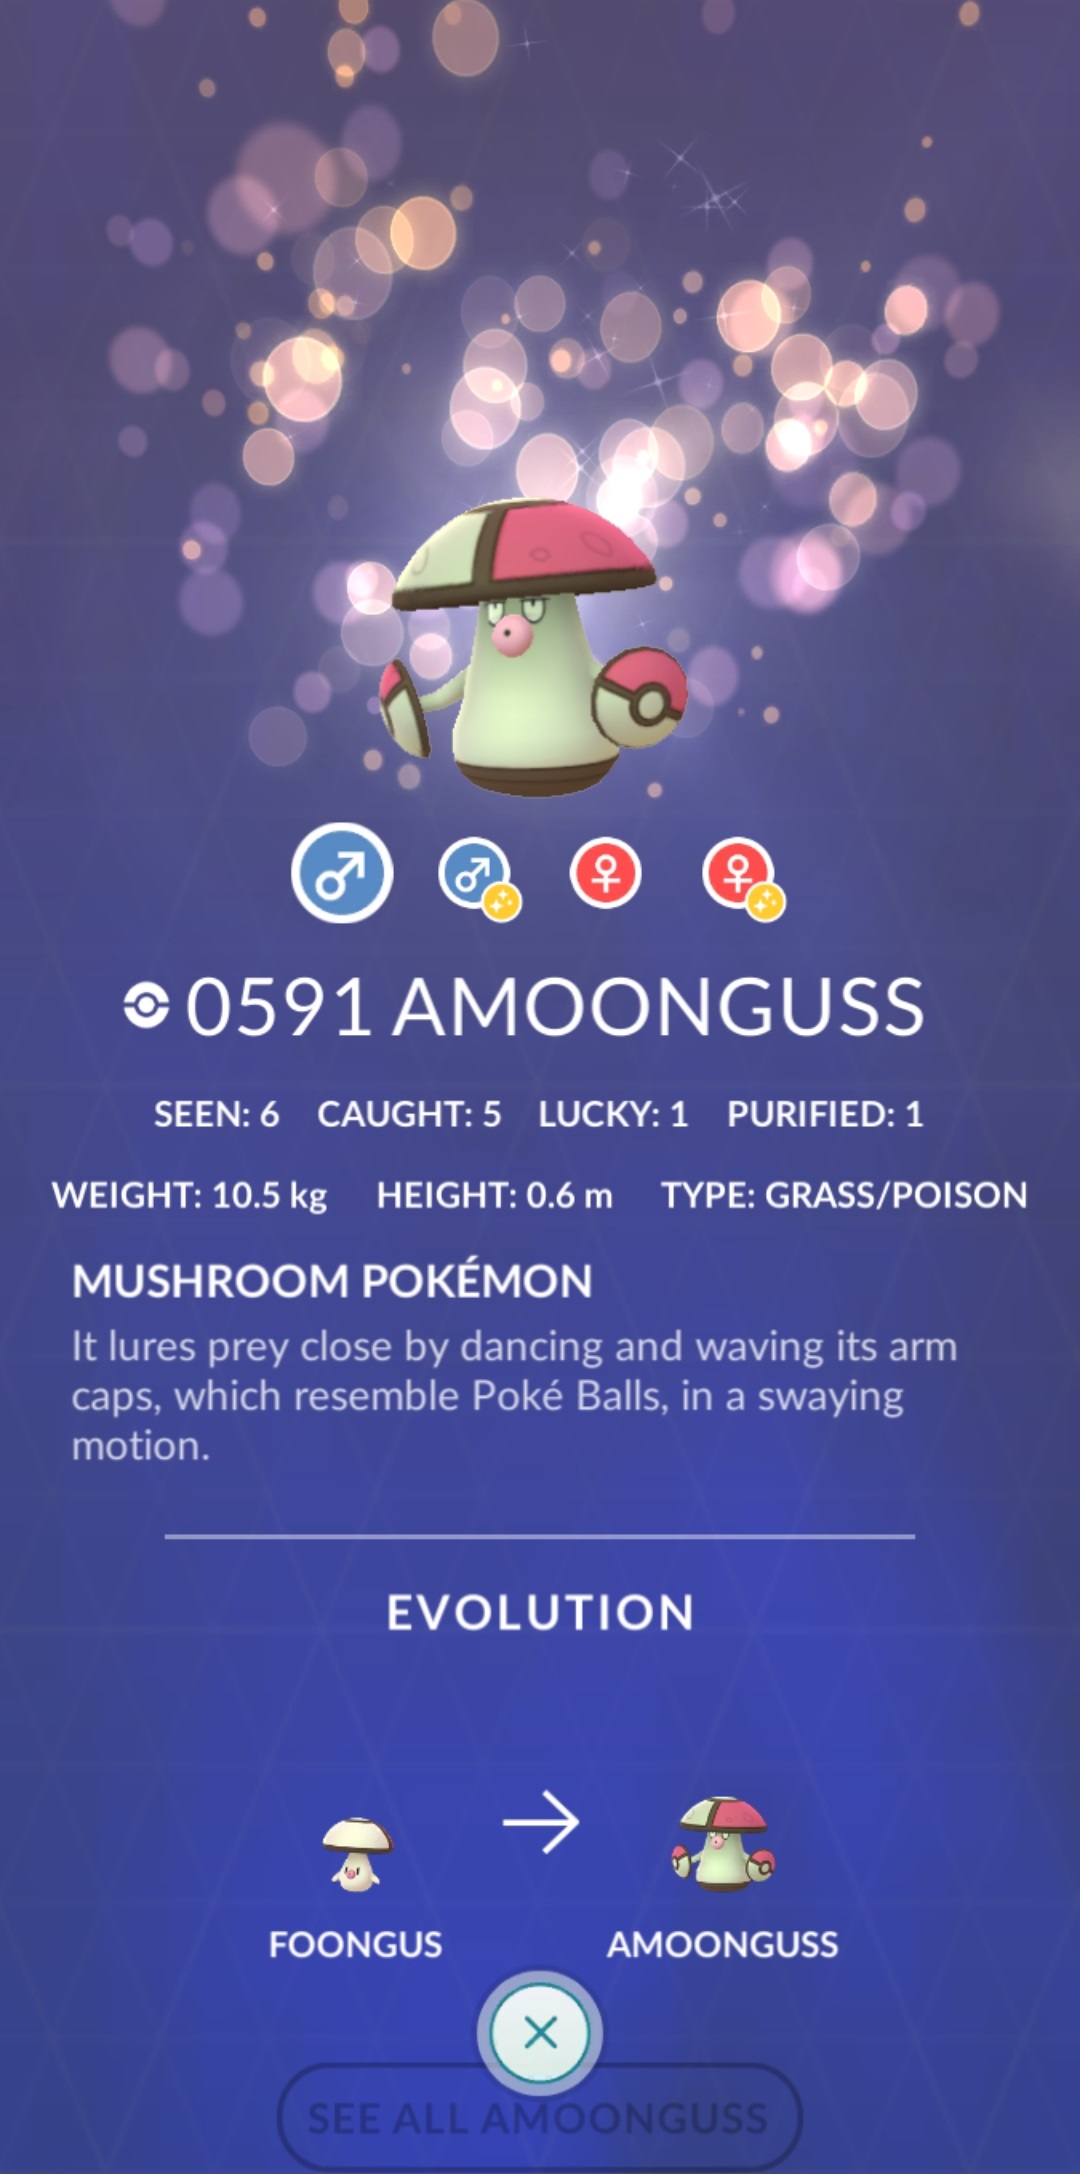 0591 AMOONGUSS
SEEN: 6 CAUGHT: 5 LUCKY: 1 PURIFIED: 1
WEIGHT: 10.5 kg HEIGHT: 0.6 m TYPE: GRASS/POISON
MUSHROOM POKÉMON
It lures prey close by dancing and waving its arm
caps, which resemble Poké Balls, in a swaying
motion.
EVOLUTION
FOONGUS AMOONGUSS
SEE ALL AMOONGUSS